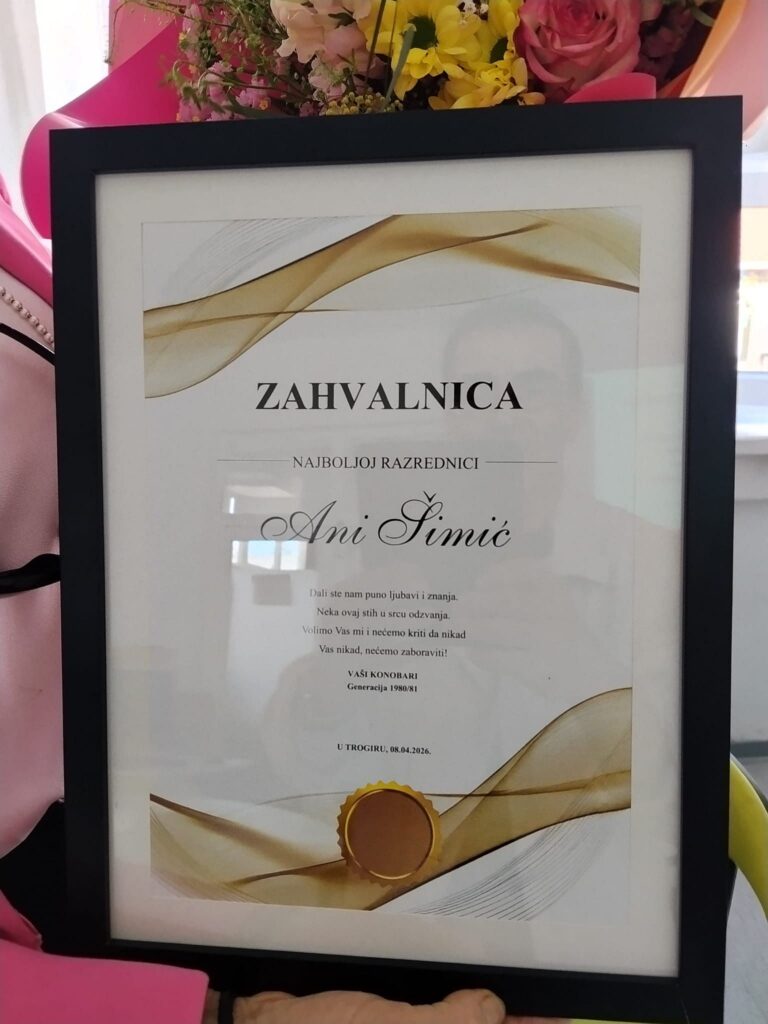 ZAHVALNICA
NAJBOLJOJ RAZREDNICI
Ani Šimić
Dali ste nam puno ljubavi i znanja.
Neka ovaj stih u srcu odzvanja.
Volimo Vas mi i nećemo kriti da nikad
Vas nikad, nećemo zaboraviti!
VAŠI KONOBARI
Generacija 1980/81
U TROGIRU, 08.04.2026.